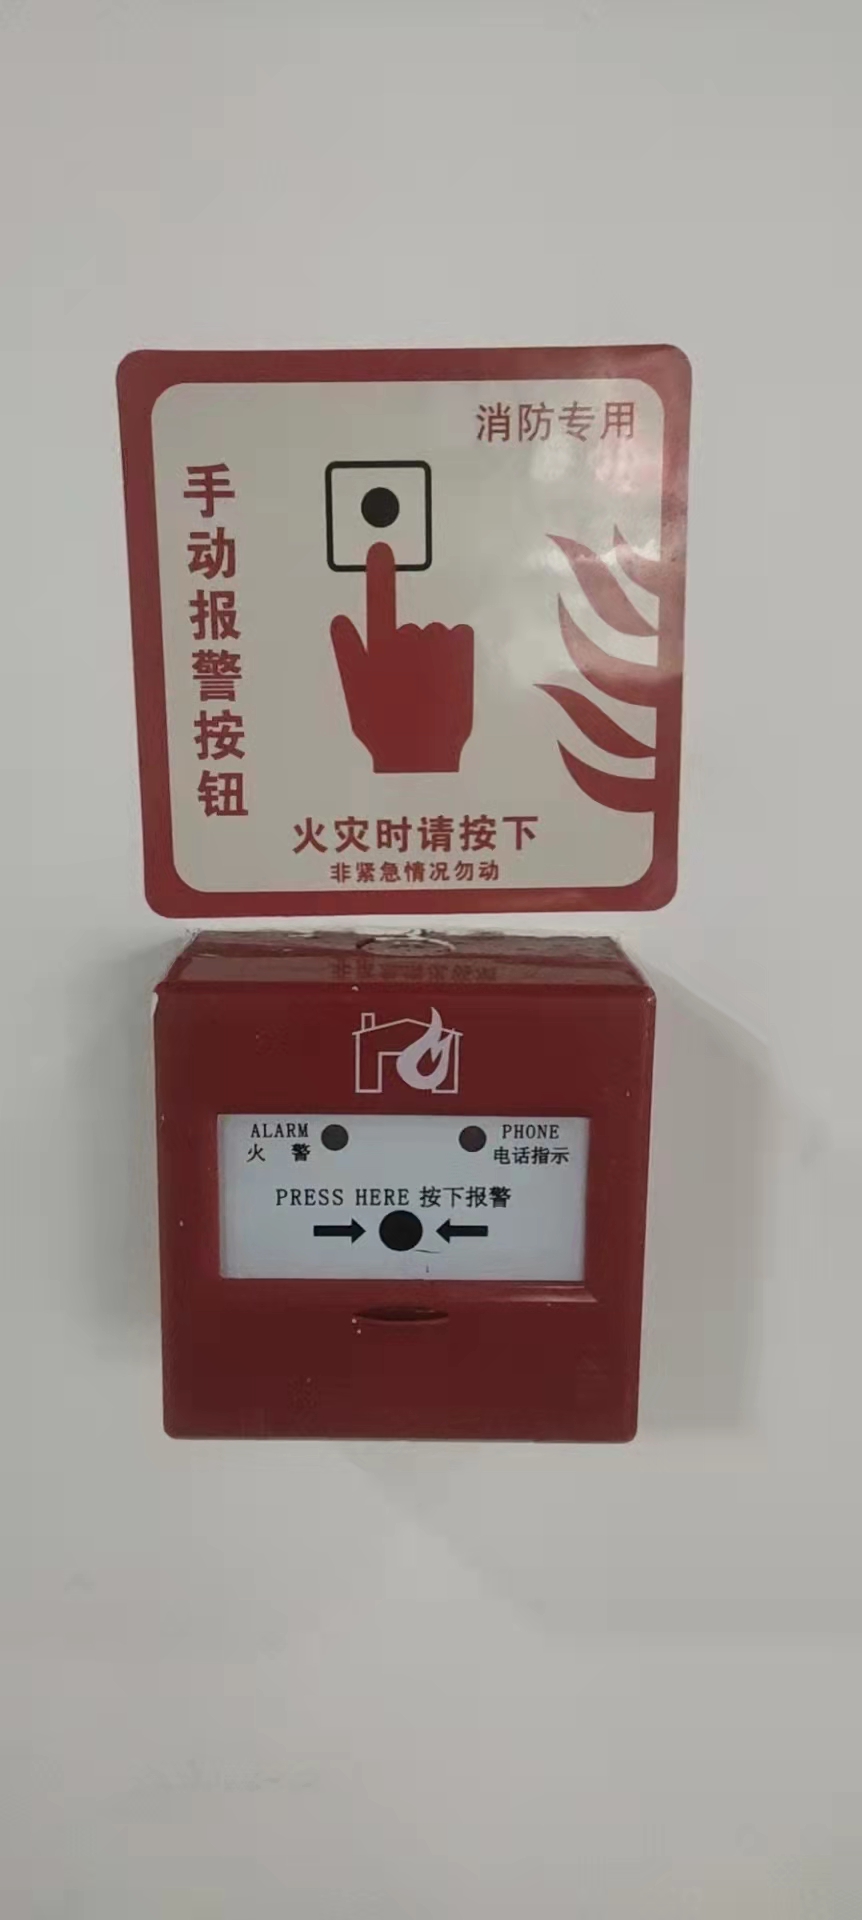 消防专用
手动报警按钮
火灾时请按下
非紧急情况勿动
ALARM
火 警
PHONE
电话指示
PRESS HERE 按下报警